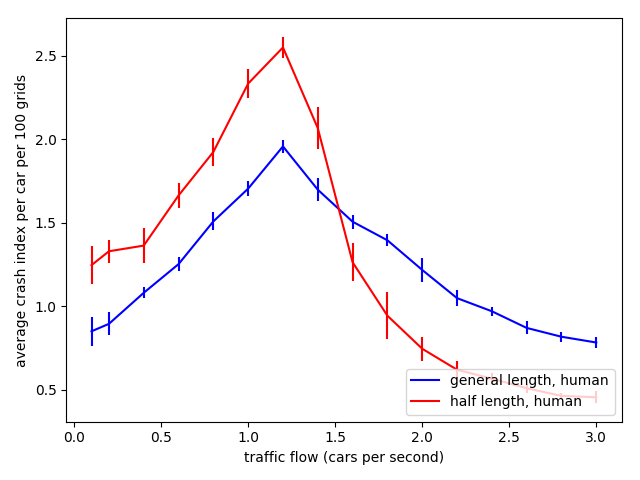 2.5
2.0
1.5
1.0
0.5
average crash index per car per 100 grids
0.0 0.5 1.0 1.5 2.0 2.5 3.0
traffic flow (cars per second)
general length, human
half length, human